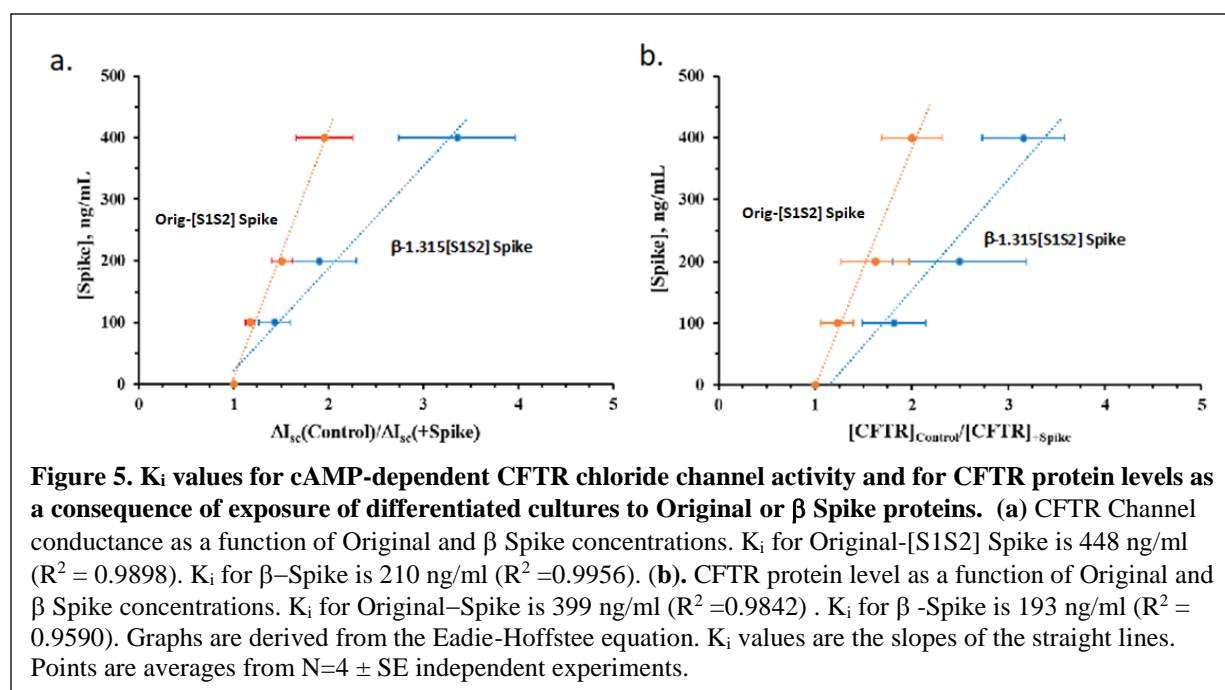 a.
500
400
300
200
100
0
[Spike], ng/mL
Orig-[S1S2] Spike
β-1.315[S1S2] Spike
0 1 2 3 4 5
ΔIsc(Control)/ΔIsc(+Spike)
b.
500
400
300
200
100
0
[Spike], ng/mL
Orig-[S1S2] Spike
β-1.315[S1S2] Spike
0 1 2 3 4 5
[CFTR]Control/[CFTR]+Spike
Figure 5. Ki values for cAMP-dependent CFTR chloride channel activity and for CFTR protein levels as
a consequence of exposure of differentiated cultures to Original or β Spike proteins. (a) CFTR Channel
conductance as a function of Original and β Spike concentrations. Ki for Original-[S1S2] Spike is 448 ng/ml
(R² = 0.9898). Ki for β–Spike is 210 ng/ml (R² =0.9956). (b). CFTR protein level as a function of Original and
β Spike concentrations. Ki for Original–Spike is 399 ng/ml (R² =0.9842) . Ki for β -Spike is 193 ng/ml (R² =
0.9590). Graphs are derived from the Eadie-Hoffstee equation. Ki values are the slopes of the straight lines.
Points are averages from N=4 ± SE independent experiments.